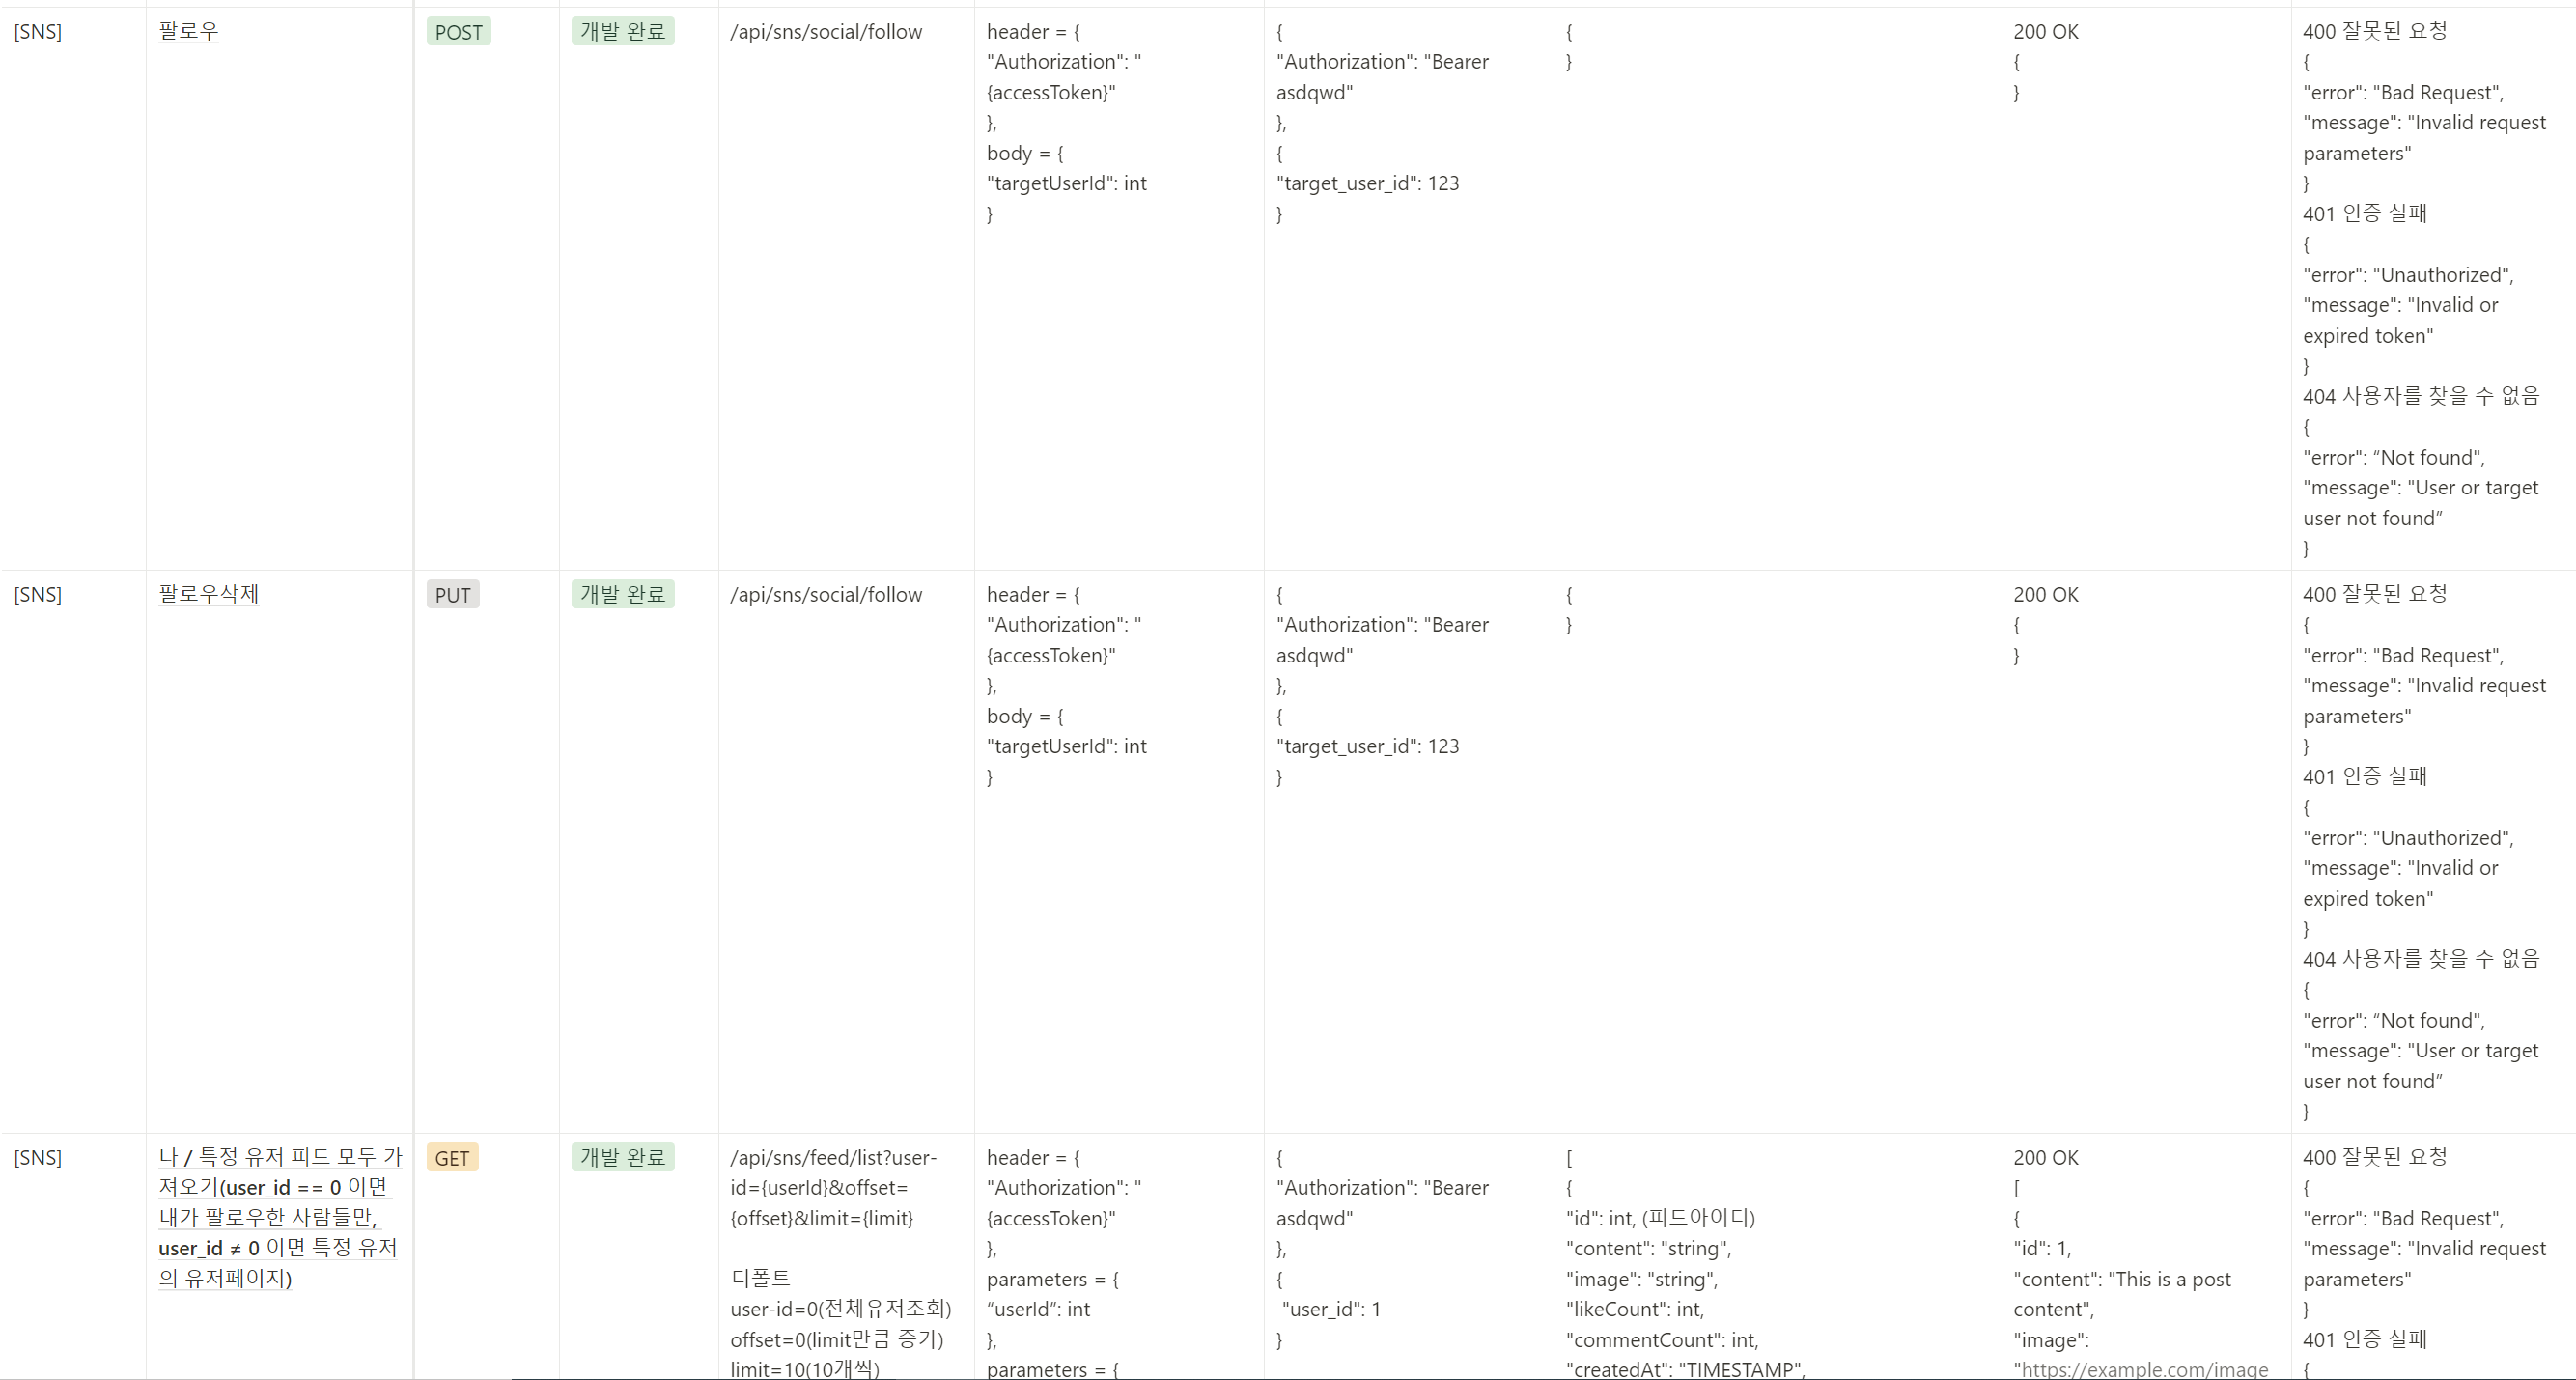 [SNS]
팔로우
POST
개발 완료
/api/sns/social/follow
header = {
"Authorization": "
{accessToken}"
},
body = {
"targetUserId": int
}
{
"Authorization": "Bearer
asdqwd"
},
{
"target_user_id": 123
}
{
}
200 OK
{
}
400 잘못된 요청
{
"error": "Bad Request",
"message": "Invalid request
parameters"
}
401 인증 실패
{
"error": "Unauthorized",
"message": "Invalid or
expired token"
}
404 사용자를 찾을 수 없음
{
"error": “Not found",
"message": "User or target
user not found”
}
[SNS]
팔로우삭제
PUT
개발 완료
/api/sns/social/follow
header = {
"Authorization": "
{accessToken}"
},
body = {
"targetUserId": int
}
{
"Authorization": "Bearer
asdqwd"
},
{
"target_user_id": 123
}
{
}
200 OK
{
}
400 잘못된 요청
{
"error": "Bad Request",
"message": "Invalid request
parameters"
}
401 인증 실패
{
"error": "Unauthorized",
"message": "Invalid or
expired token"
}
404 사용자를 찾을 수 없음
{
"error": “Not found",
"message": "User or target
user not found”
}
[SNS]
나 / 특정 유저 피드 모두 가
져오기(user_id == 0 이면
내가 팔로우한 사람들만,
user_id ≠ 0 이면 특정 유저
의 유저페이지)
GET
개발 완료
/api/sns/feed/list?user-
id={userId}&offset=
{offset}&limit={limit}
디폴트
user-id=0(전체유저조회)
offset=0(limit만큼 증가)
limit=10(10개씩)
header = {
"Authorization": "
{accessToken}"
},
parameters = {
“userId”: int
},
parameters = {
{
"Authorization": "Bearer
asdqwd"
},
{
"user_id": 1
}
[
{
"id": int, (피드아이디)
"content": "string",
"image": "string",
"likeCount": int,
"commentCount": int,
"createdAt": "TIMESTAMP",
200 OK
[
{
"id": 1,
"content": "This is a post
content",
"image":
"https://example.com/image
400 잘못된 요청
{
"error": "Bad Request",
"message": "Invalid request
parameters"
}
401 인증 실패
{